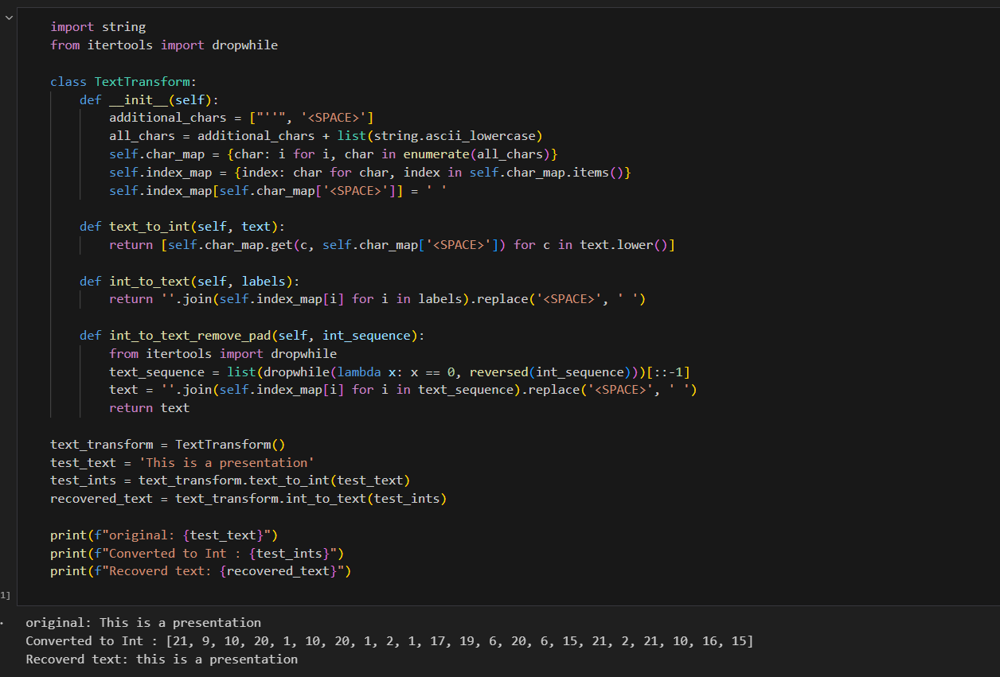 import string
from itertools import dropwhile

class TextTransform:
    def __init__(self):
        additional_chars = ["''", '<SPACE>']
        all_chars = additional_chars + list(string.ascii_lowercase)
        self.char_map = {char: i for i, char in enumerate(all_chars)}
        self.index_map = {index: char for char, index in self.char_map.items()}
        self.index_map[self.char_map['<SPACE>']] = ' '

    def text_to_int(self, text):
        return [self.char_map.get(c, self.char_map['<SPACE>']) for c in text.lower()]

    def int_to_text(self, labels):
        return ''.join(self.index_map[i] for i in labels).replace('<SPACE>', ' ')

    def int_to_text_remove_pad(self, int_sequence):
        from itertools import dropwhile
        text_sequence = list(dropwhile(lambda x: x == 0, reversed(int_sequence)))[::-1]
        text = ''.join(self.index_map[i] for i in text_sequence).replace('<SPACE>', ' ')
        return text

text_transform = TextTransform()
test_text = 'This is a presentation'
test_ints = text_transform.text_to_int(test_text)
recovered_text = text_transform.int_to_text(test_ints)

print(f"original: {test_text}")
print(f"Converted to Int : {test_ints}")
print(f"Recoverd text: {recovered_text}")
1]
original: This is a presentation
Converted to Int : [21, 9, 10, 20, 1, 10, 20, 1, 2, 1, 17, 19, 6, 20, 6, 15, 21, 2, 21, 10, 16, 15]
Recoverd text: this is a presentation